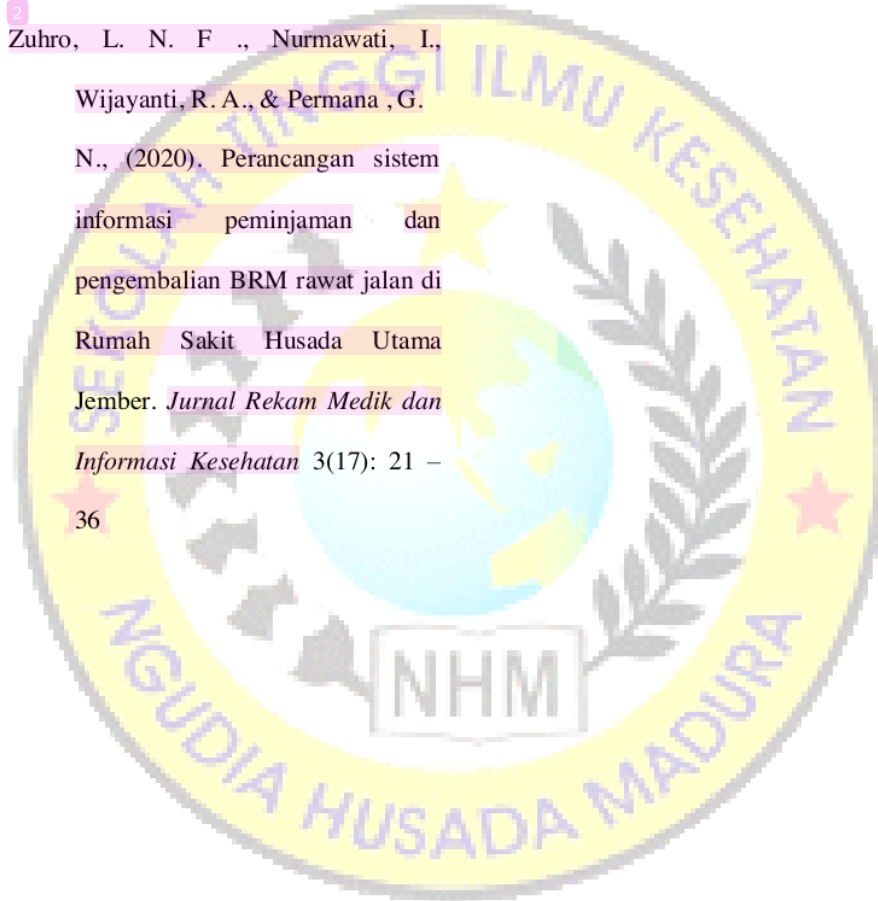 2
Zuhro, L. N. F ., Nurmawati, I.,
Wijayanti, R. A., & Permana , G.
N., (2020). Perancangan sistem
informasi peminjaman dan
pengembalian BRM rawat jalan di
Rumah Sakit Husada Utama
Jember. Jurnal Rekam Medik dan
Informasi Kesehatan 3(17): 21 –
36
SEKOLAH TINGGI ILMU KESEHATAN
NHM
NGUDIA HUSADA MADURA